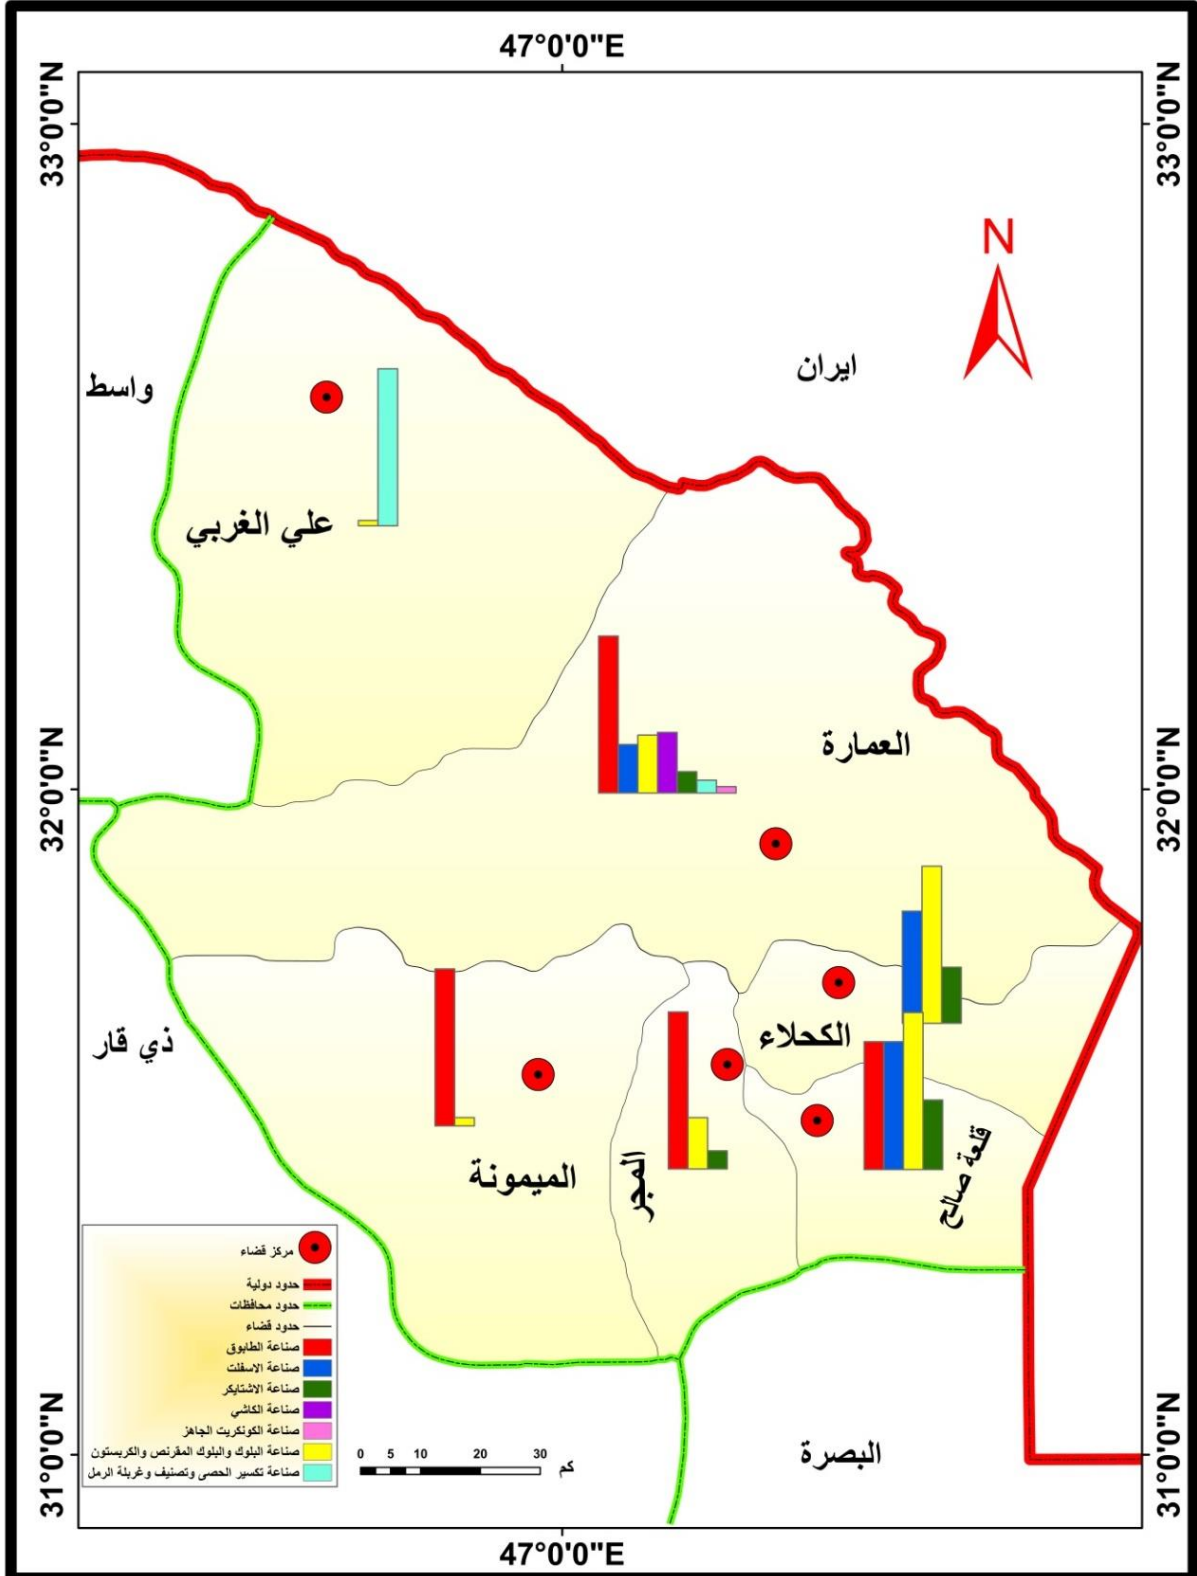 47°0'0"E
33°0'0"N
33°0'0"N
N
ايران
واسط
علي الغربي
العمارة
32°0'0"N
32°0'0"N
الكحلاء
ذي قار
قلعة صالح
المجر
الميمونة
مركز قضاء
حدود دولية
حدود محافظات
حدود قضاء
صناعة الطابوق
صناعة الاسفلت
صناعة الاشتايكر
صناعة الكاشي
صناعة الكونكريت الجاهز
صناعة البلوك والبلوك المقرنص والكربستون
صناعة تكسير الحصى وتصنيف وغربلة الرمل
0 5 10 20 30
كم
البصرة
31°0'0"N
31°0'0"N
47°0'0"E